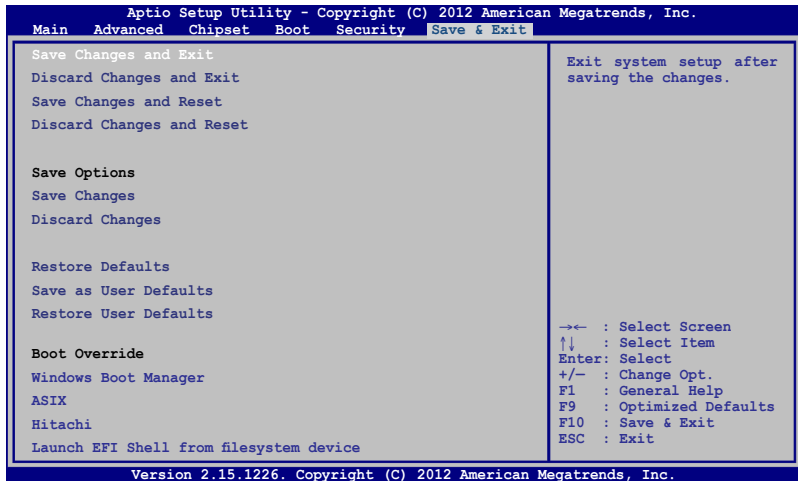 Aptio Setup Utility - Copyright (C) 2012 American Megatrends, Inc.
Main Advanced Chipset Boot Security Save & Exit
Save Changes and Exit
Discard Changes and Exit
Save Changes and Reset
Discard Changes and Reset
Save Options
Save Changes
Discard Changes
Restore Defaults
Save as User Defaults
Restore User Defaults
Boot Override
Windows Boot Manager
ASIX
Hitachi
Launch EFI Shell from filesystem device
Exit system setup after
saving the changes.
→← : Select Screen
↑↓ : Select Item
Enter: Select
+/— : Change Opt.
F1 : General Help
F9 : Optimized Defaults
F10 : Save & Exit
ESC : Exit
Version 2.15.1226. Copyright (C) 2012 American Megatrends, Inc.